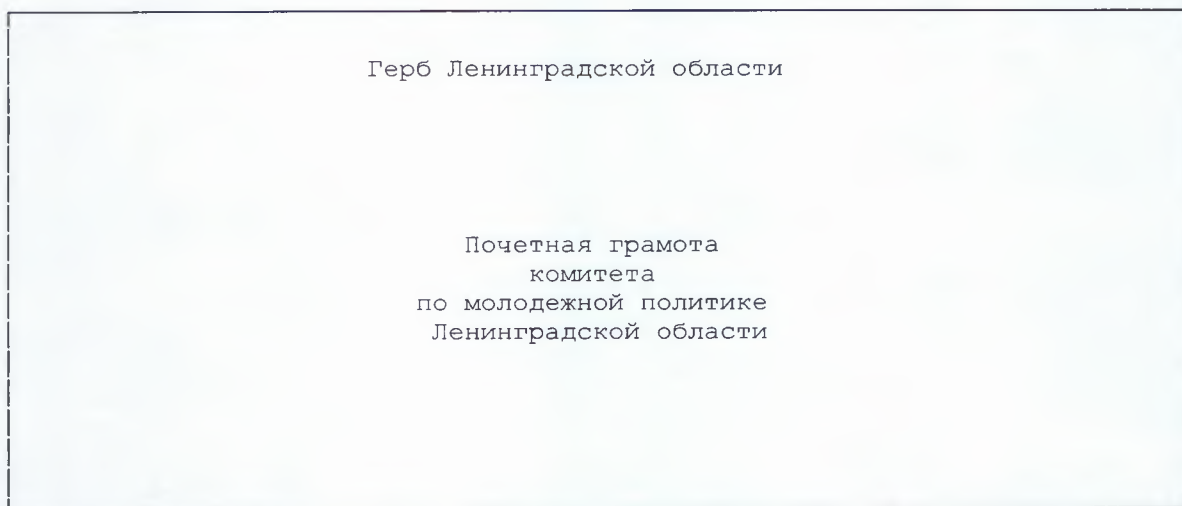 Герб Ленинградской области
Почетная грамота
комитета
по молодежной политике
Ленинградской области